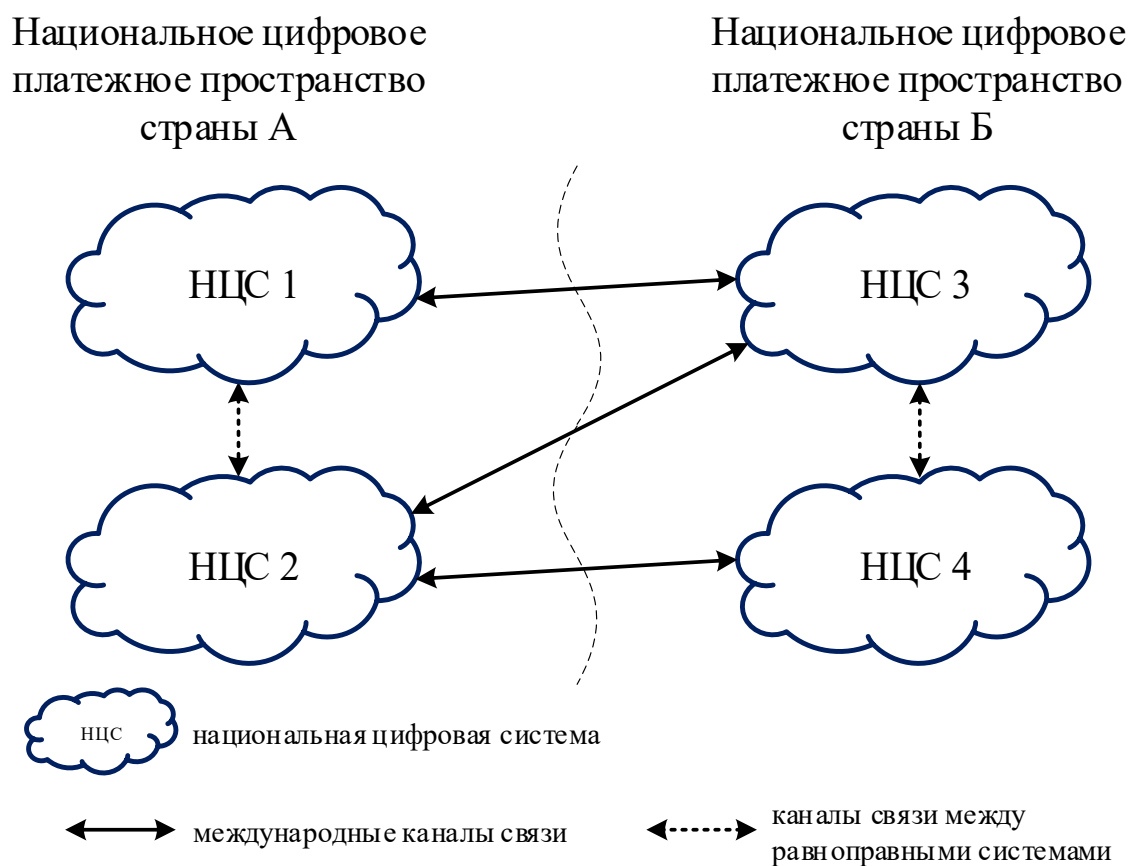 Национальное цифровое
платежное пространство
страны А
Национальное цифровое
платежное пространство
страны Б
НЦС 1
НЦС 3
НЦС 2
НЦС 4
НЦС
национальная цифровая система
международные каналы связи
каналы связи между
равноправными системами